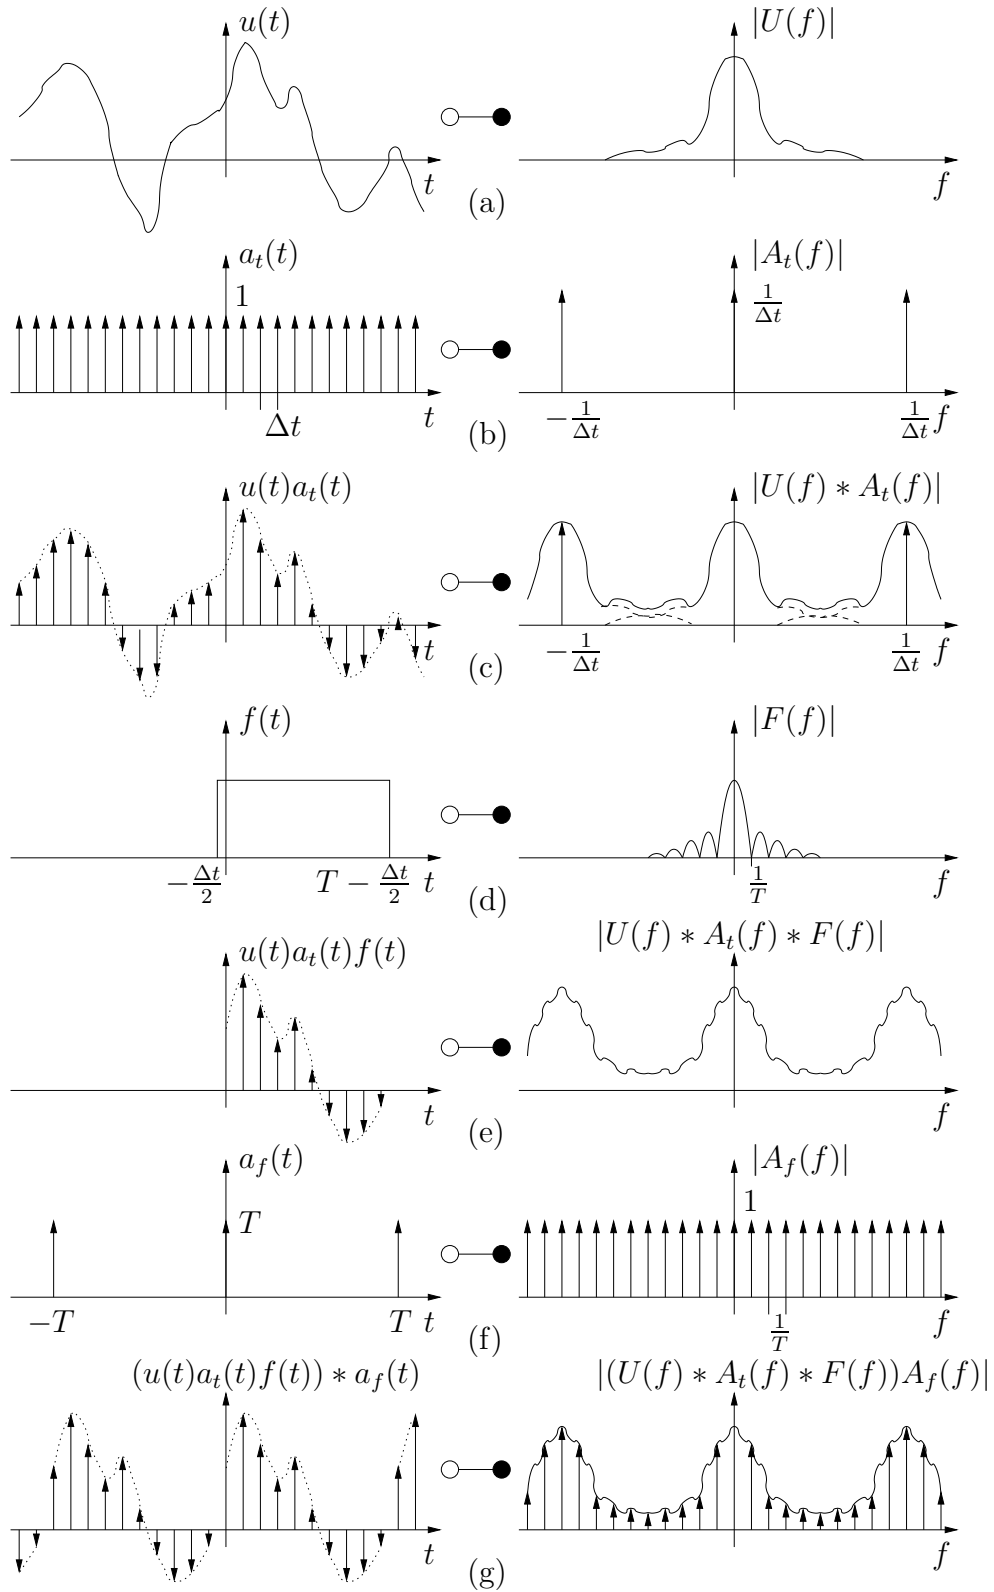 u(t) |U(f)|
t f
(a)
a_t(t) |A_t(f)|
1 1/Δt
Δt t -1/Δt 1/Δt f
(b)
u(t)a_t(t) |U(f) * A_t(f)|
t -1/Δt 1/Δt f
(c)
f(t) |F(f)|
-Δt/2 T - Δt/2 t 1/T f
(d)
u(t)a_t(t)f(t) |U(f) * A_t(f) * F(f)|
t f
(e)
a_f(t) |A_f(f)|
T 1
-T T t 1/T f
(f)
(u(t)a_t(t)f(t)) * a_f(t) |(U(f) * A_t(f) * F(f))A_f(f)|
t f
(g)